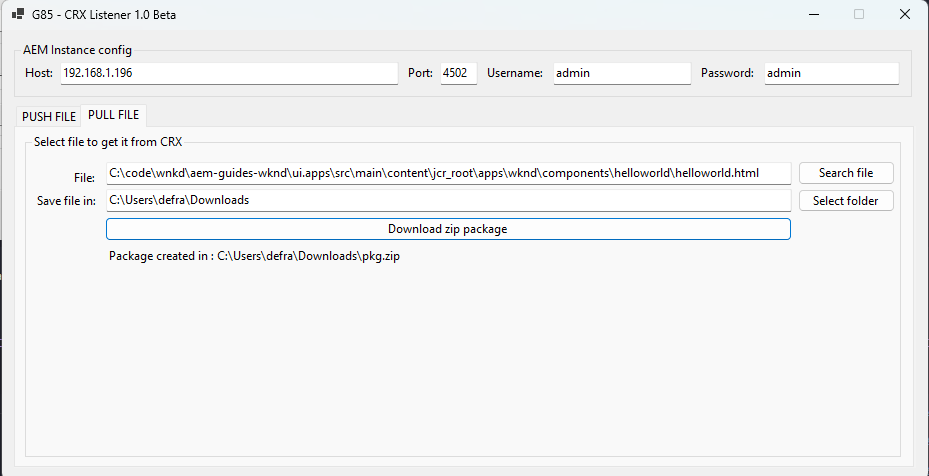 G85 - CRX Listener 1.0 Beta
AEM Instance config
Host: 192.168.1.196 Port: 4502 Username: admin Password: admin
PUSH FILE PULL FILE
Select file to get it from CRX
File: C:\code\wnkd\aem-guides-wknd\ui.apps\src\main\content\jcr_root\apps\wknd\components\helloworld\helloworld.html Search file
Save file in: C:\Users\defra\Downloads Select folder
Download zip package
Package created in : C:\Users\defra\Downloads\pkg.zip